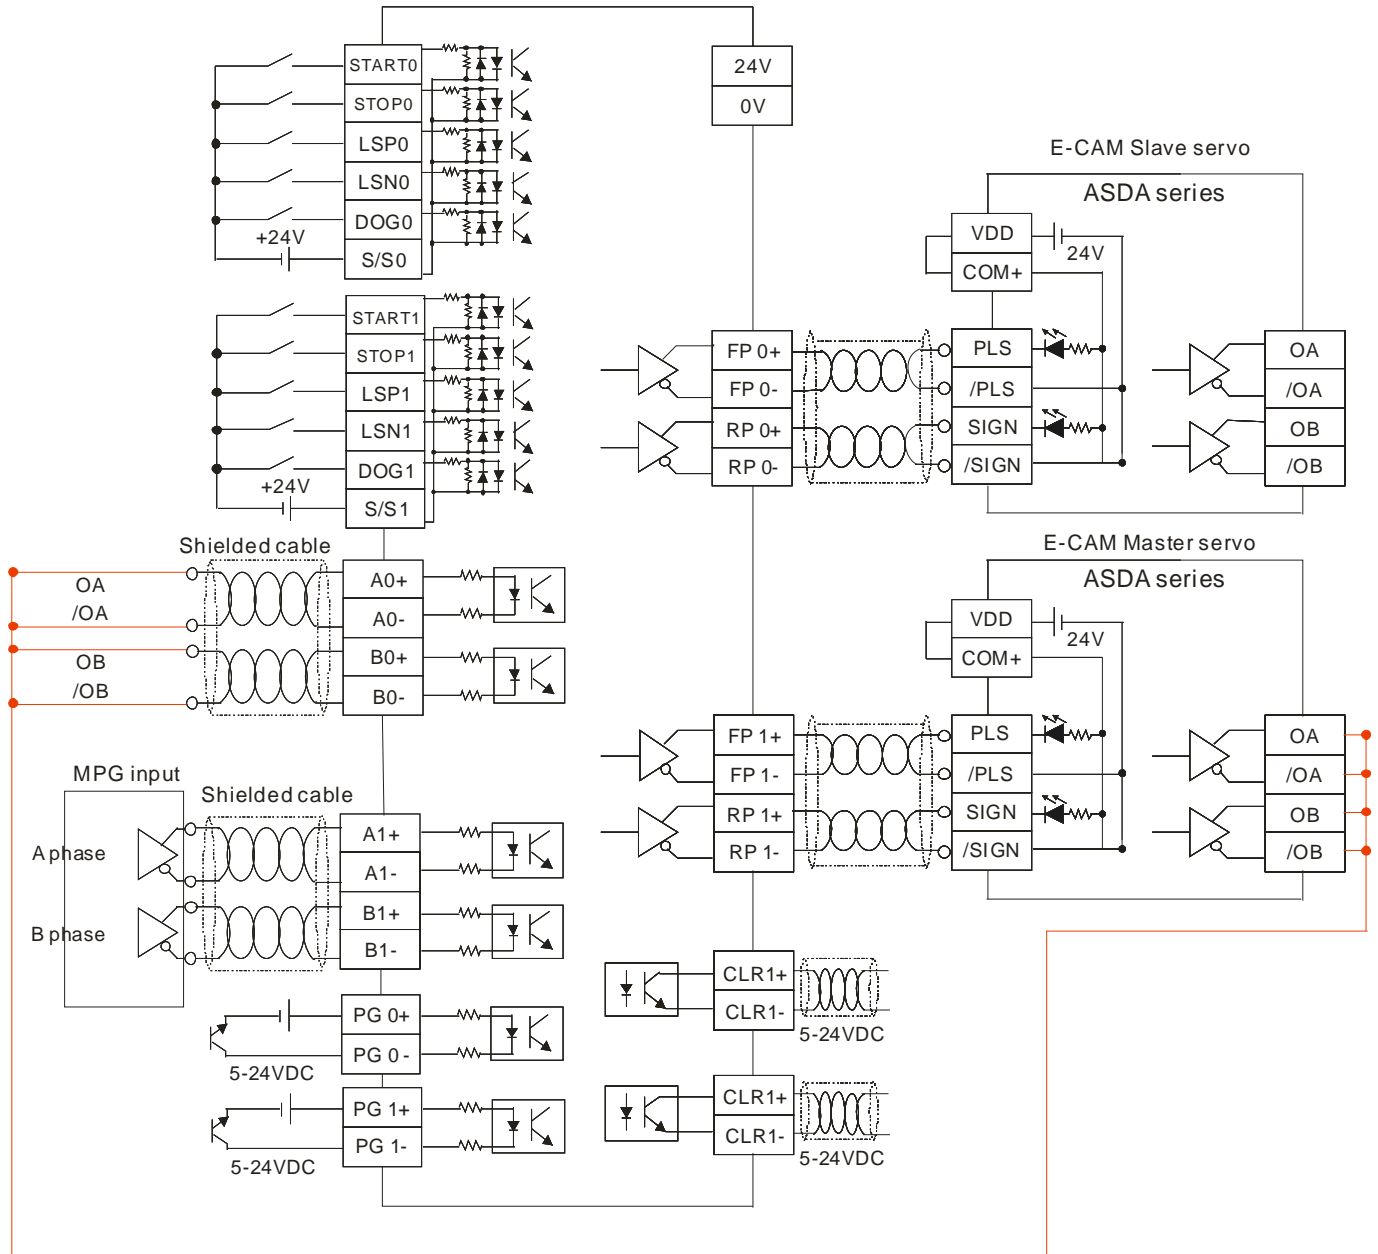 START0
STOP0
LSP0
LSN0
DOG0
+24V
S/S0
START1
STOP1
LSP1
LSN1
DOG1
+24V
S/S1
Shielded cable
OA
/OA
OB
/OB
A0+
A0-
B0+
B0-
MPG input
Shielded cable
A phase
B phase
A1+
A1-
B1+
B1-
PG 0+
PG 0-
5-24VDC
PG 1+
PG 1-
5-24VDC
24V
0V
FP 0+
FP 0-
RP 0+
RP 0-
FP 1+
FP 1-
RP 1+
RP 1-
CLR1+
CLR1-
5-24VDC
CLR1+
CLR1-
5-24VDC
E-CAM Slave servo
ASDA series
VDD
COM+
24V
PLS
/PLS
SIGN
/SIGN
OA
/OA
OB
/OB
E-CAM Master servo
ASDA series
VDD
COM+
24V
PLS
/PLS
SIGN
/SIGN
OA
/OA
OB
/OB